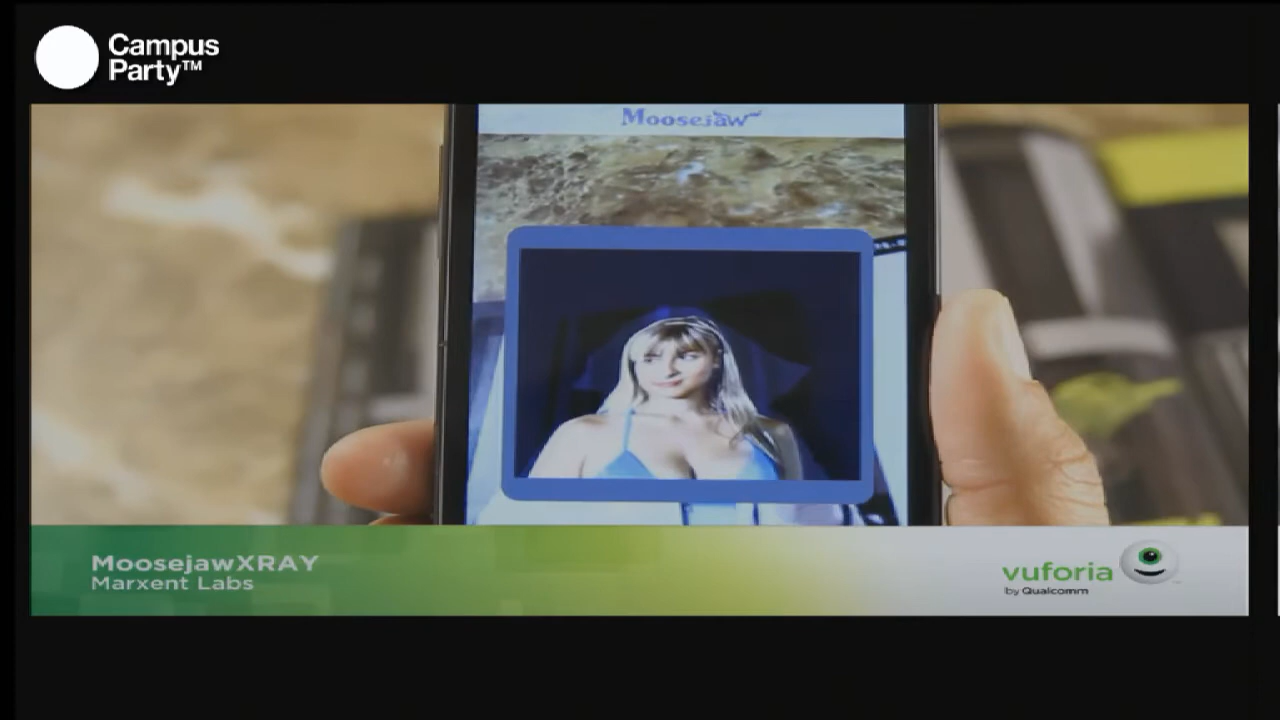 Campus
Party™
Moosejaw
MoosejawXRAY
Marxent Labs
vuforia
by Qualcomm